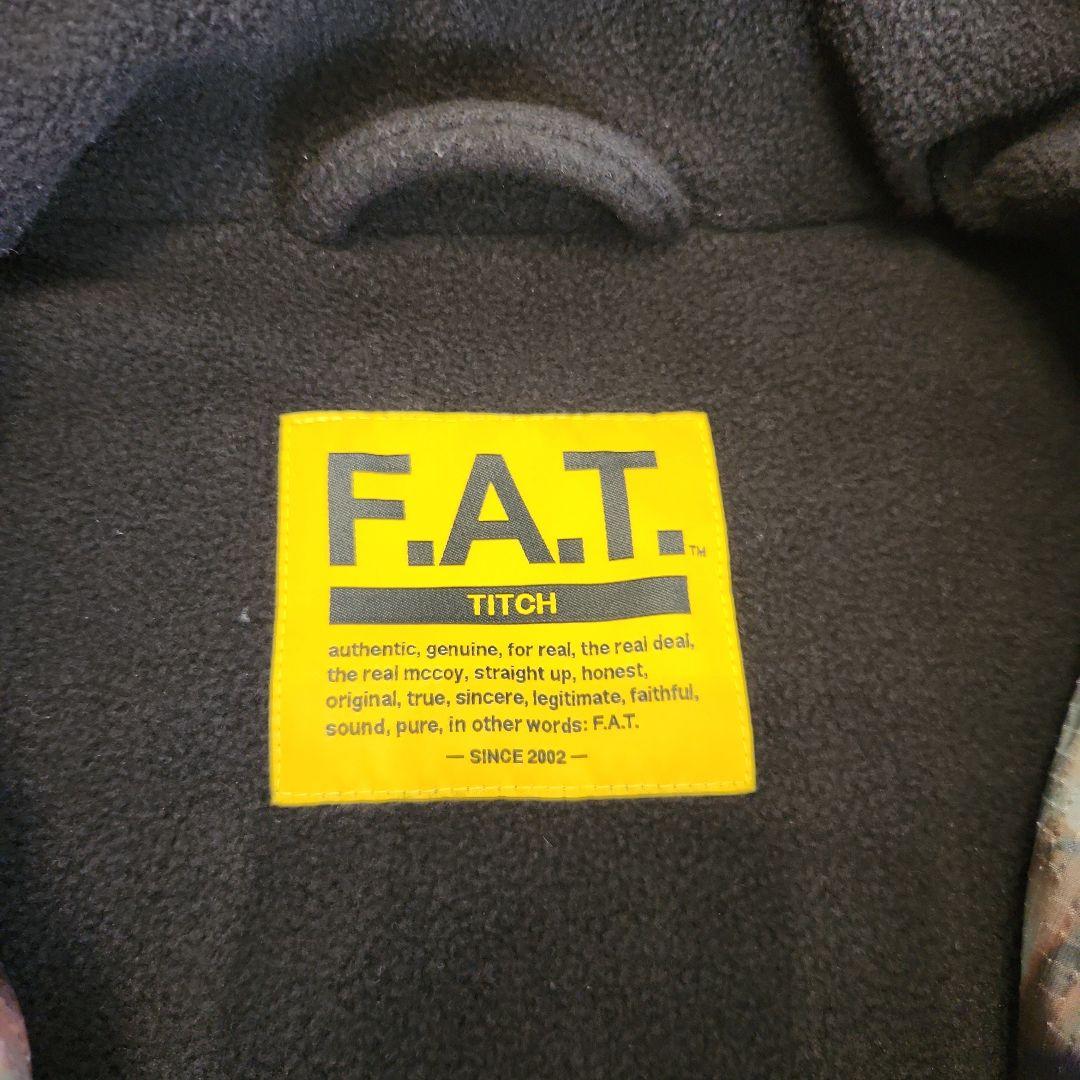 F.A.T.™
TITCH
authentic, genuine, for real, the real deal,
the real mccoy, straight up, honest,
original, true, sincere, legitimate, faithful,
sound, pure, in other words: F.A.T.
— SINCE 2002 —